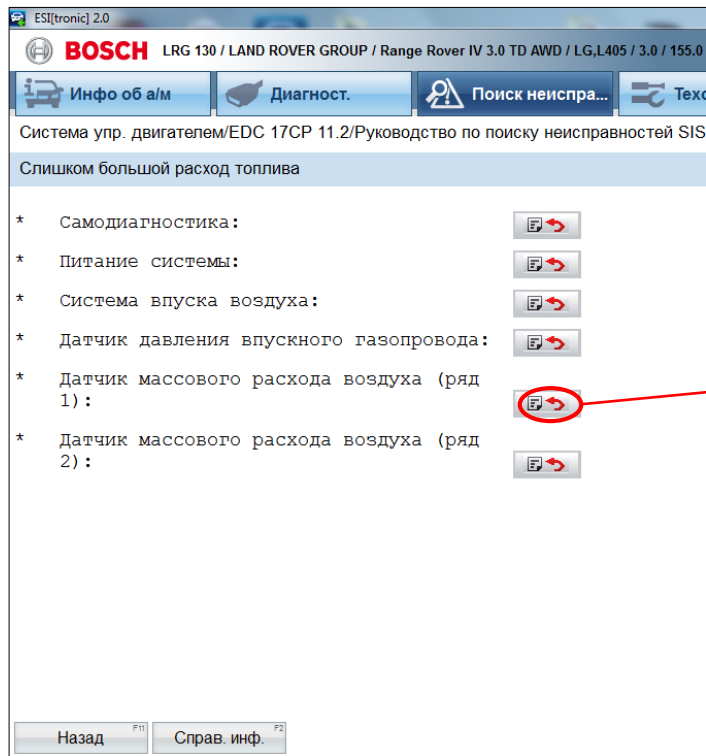 ESI[tronic] 2.0
BOSCH LRG 130 / LAND ROVER GROUP / Range Rover IV 3.0 TD AWD / LG,L405 / 3.0 / 155.0
Инфо об а/м Диагност. Поиск неиспра... Техо
Система упр. двигателем/EDC 17CP 11.2/Руководство по поиску неисправностей SIS
Слишком большой расход топлива
* Самодиагностика:
* Питание системы:
* Система впуска воздуха:
* Датчик давления впускного газопровода:
* Датчик массового расхода воздуха (ряд
1):
* Датчик массового расхода воздуха (ряд
2):
Назад F11 Справ. инф. F2